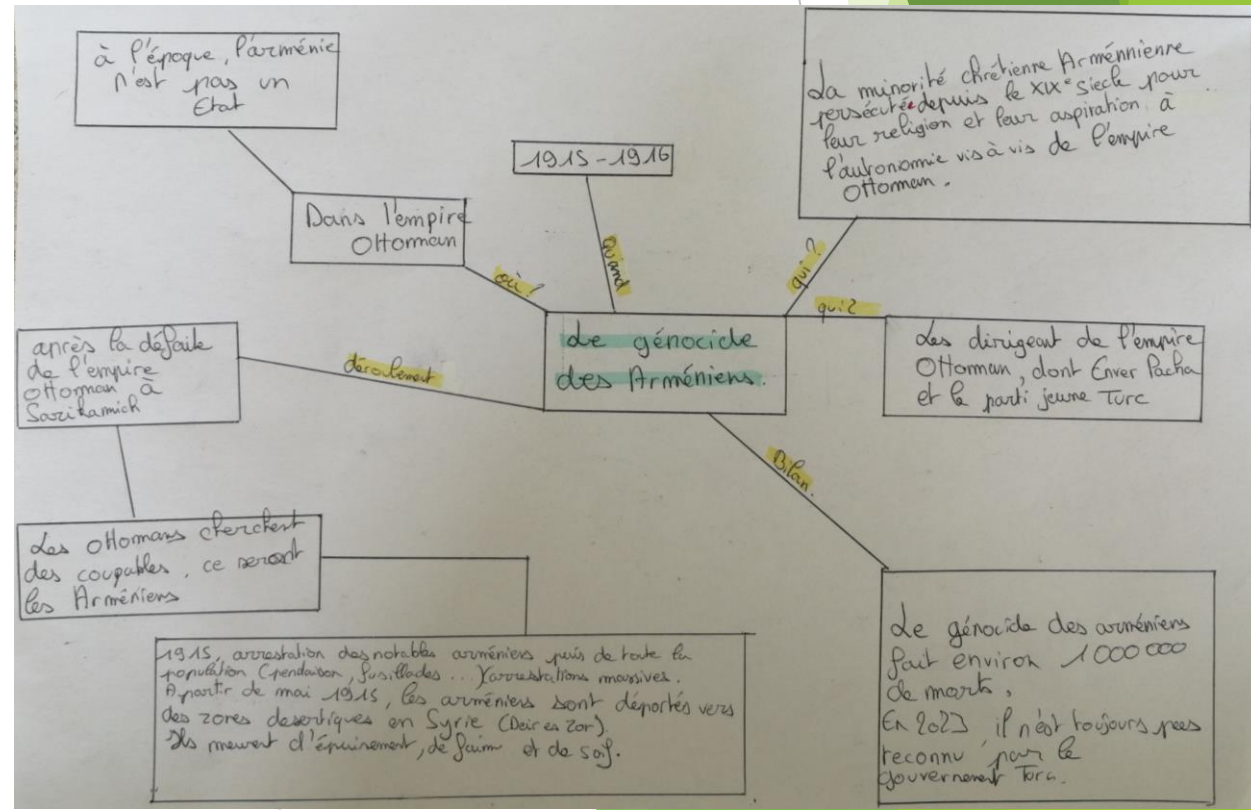 à l'époque, l'arménie
n'est pas un
Etat
1915-1916
La minorité chrétienne Arménnienne
persécutée depuis le XIXe siecle pour
leur religion et leur aspiration à
l'autonomie vis à vis de l'empire
Ottoman.
Dans l'empire
Ottoman
où?
Quand
qui?
qui?
Le génocide
des Arméniens.
Les dirigeant de l'empire
Ottoman, dont Enver Pacha
et le parti jeune Turc
après la défaite
de l'empire
Ottoman à
Sarikamich
déroulement
Bilan.
Les Ottomans cherchent
des coupables, ce seront
les Arméniens
1915, arrestation des notables arméniens puis de toute la
population (pendaison, fusillades...) arrestations massives.
A partir de mai 1915, les arméniens sont déportés vers
des zones desertiques en Syrie (Deir ez Zor).
Ils meurent d'épuisement, de faim et de soif.
Le génocide des arméniens
fait environ 1 000 000
de morts,
En 2023 il n'est toujours pas
reconnu par le
gouvernement Turc.